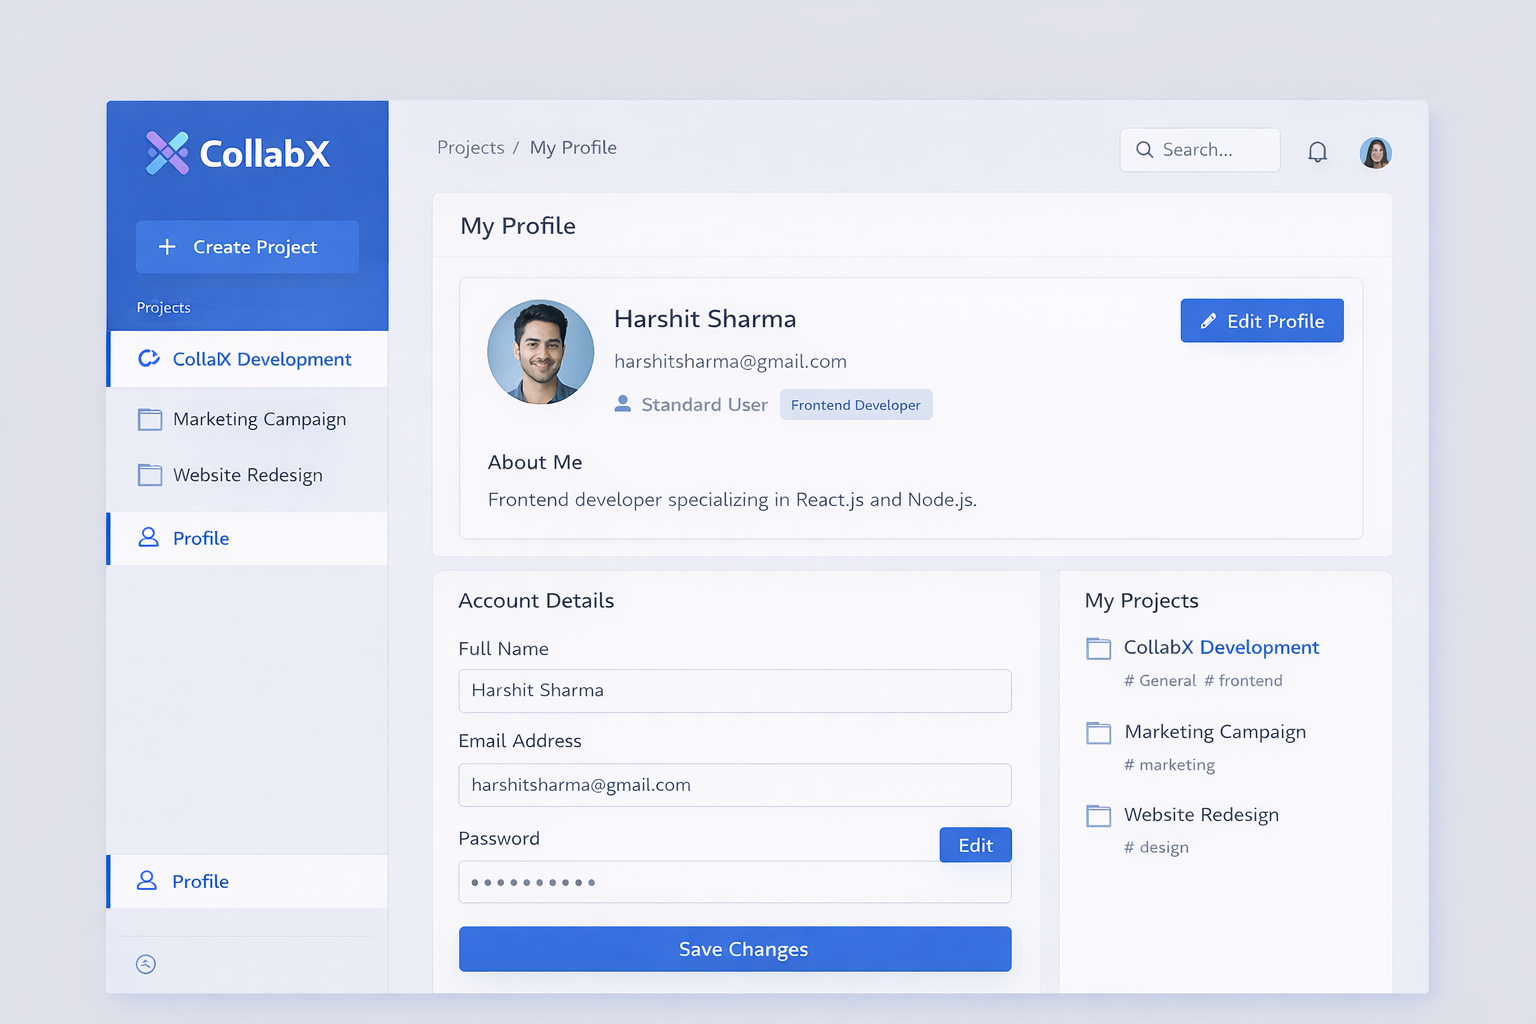 CollabX
+ Create Project
Projects
CollaX Development
Marketing Campaign
Website Redesign
Profile
Profile
Projects / My Profile
Search...
My Profile
Harshit Sharma
harshitsharma@gmail.com
Standard User
Frontend Developer
Edit Profile
About Me
Frontend developer specializing in React.js and Node.js.
Account Details
Full Name
Harshit Sharma
Email Address
harshitsharma@gmail.com
Password
Edit
••••••••••
Save Changes
My Projects
CollabX Development
# General # frontend
Marketing Campaign
# marketing
Website Redesign
# design